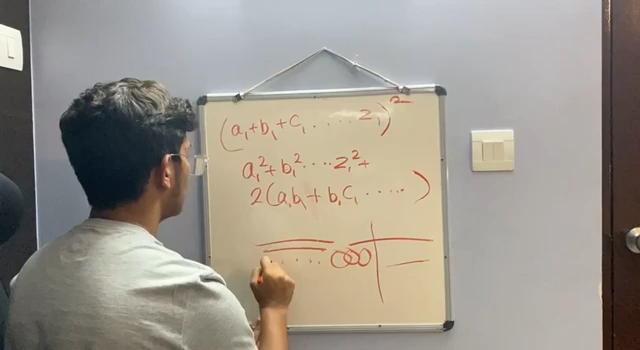 (a₁+b₁+c₁.....z₁)²
a₁²+b₁²....z₁²+
2(a₁b₁+b₁c₁.....)